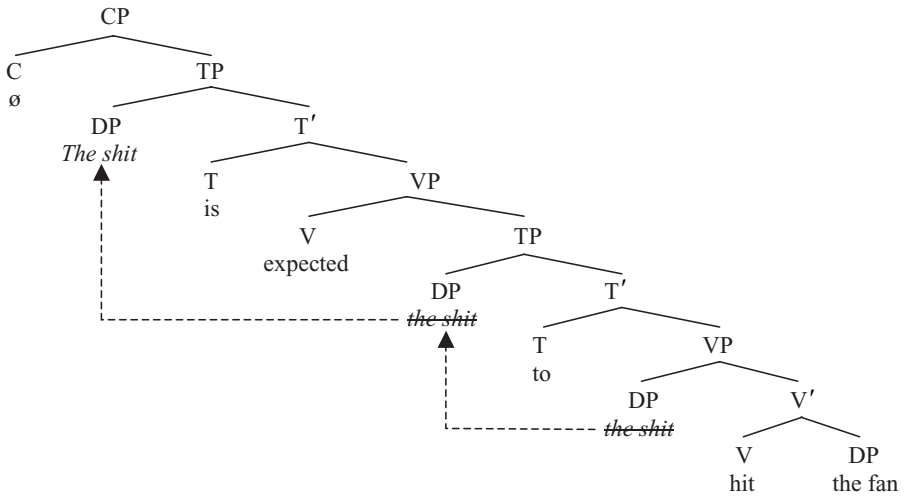 CP
C TP
ø
DP T′
The shit
T VP
is
V TP
expected
DP T′
the shit
T VP
to
DP V′
the shit
V DP
hit the fan